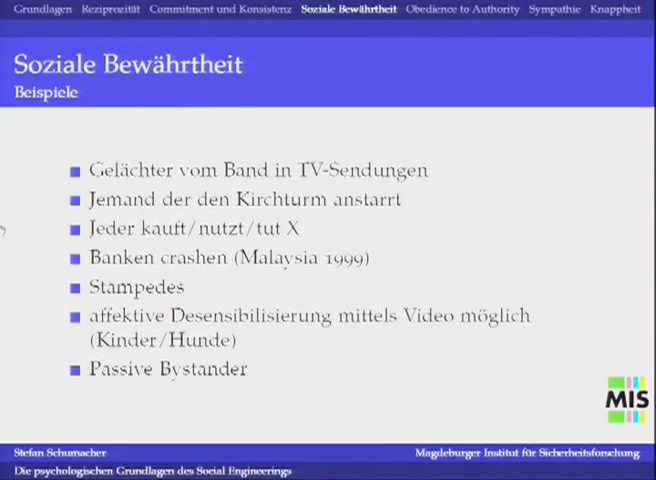 Grundlagen Reziprozität Commitment und Konsistenz Soziale Bewährtheit Obedience to Authority Sympathie Knappheit
Soziale Bewährtheit
Beispiele
Gelächter vom Band in TV-Sendungen
Jemand der den Kirchturm anstarrt
Jeder kauft/nutzt/tut X
Banken crashen (Malaysia 1999)
Stampedes
affektive Desensibilisierung mittels Video möglich
(Kinder/Hunde)
Passive Bystander
MIS
Stefan Schumacher Magdeburger Institut für Sicherheitsforschung
Die psychologischen Grundlagen des Social Engineerings